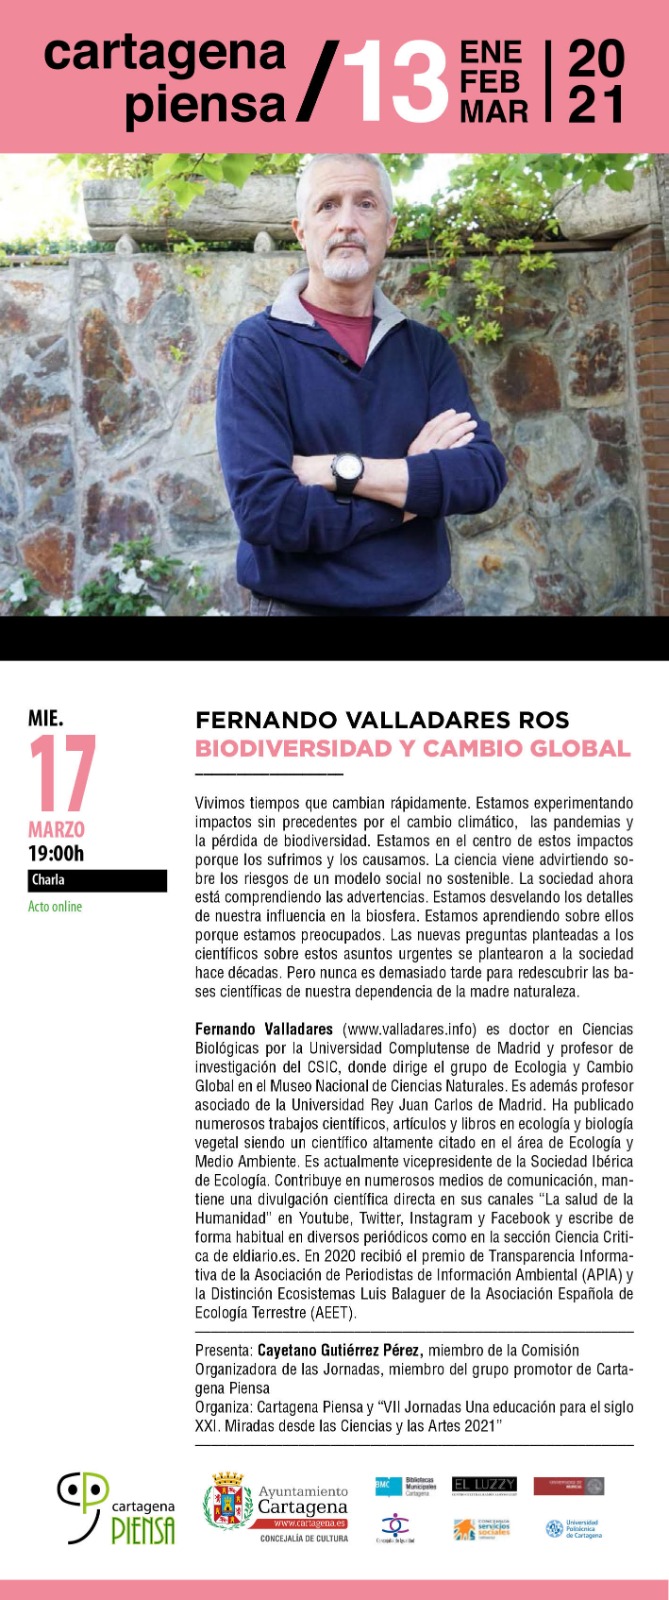 cartagena
piensa
/13
ENE
FEB
MAR
20
21
MIE.
17
MARZO
19:00h
Charla
Acto online
FERNANDO VALLADARES ROS
BIODIVERSIDAD Y CAMBIO GLOBAL
Vivimos tiempos que cambian rápidamente. Estamos experimentando
impactos sin precedentes por el cambio climático, las pandemias y
la pérdida de biodiversidad. Estamos en el centro de estos impactos
porque los sufrimos y los causamos. La ciencia viene advirtiendo so-
bre los riesgos de un modelo social no sostenible. La sociedad ahora
está comprendiendo las advertencias. Estamos desvelando los detalles
de nuestra influencia en la biosfera. Estamos aprendiendo sobre ellos
porque estamos preocupados. Las nuevas preguntas planteadas a los
científicos sobre estos asuntos urgentes se plantearon a la sociedad
hace décadas. Pero nunca es demasiado tarde para redescubrir las ba-
ses científicas de nuestra dependencia de la madre naturaleza.
Fernando Valladares (www.valladares.info) es doctor en Ciencias
Biológicas por la Universidad Complutense de Madrid y profesor de
investigación del CSIC, donde dirige el grupo de Ecologia y Cambio
Global en el Museo Nacional de Ciencias Naturales. Es además profesor
asociado de la Universidad Rey Juan Carlos de Madrid. Ha publicado
numerosos trabajos científicos, artículos y libros en ecología y biología
vegetal siendo un científico altamente citado en el área de Ecología y
Medio Ambiente. Es actualmente vicepresidente de la Sociedad Ibérica
de Ecología. Contribuye en numerosos medios de comunicación, man-
tiene una divulgación científica directa en sus canales “La salud de la
Humanidad” en Youtube, Twitter, Instagram y Facebook y escribe de
forma habitual en diversos periódicos como en la sección Ciencia Criti-
ca de eldiario.es. En 2020 recibió el premio de Transparencia Informa-
tiva de la Asociación de Periodistas de Información Ambiental (APIA) y
la Distinción Ecosistemas Luis Balaguer de la Asociación Española de
Ecología Terrestre (AEET).
Presenta: Cayetano Gutiérrez Pérez, miembro de la Comisión
Organizadora de las Jornadas, miembro del grupo promotor de Carta-
gena Piensa
Organiza: Cartagena Piensa y “VII Jornadas Una educación para el siglo
XXI. Miradas desde las Ciencias y las Artes 2021”
cartagena
PIENSA
Ayuntamiento
Cartagena
www.cartagena.es
CONCEJALÍA DE CULTURA
BMC
Bibliotecas
Municipales
Cartagena
EL LUZZY
Concejalía de Igualdad
servicios
sociales
Universidad
Politécnica
de Cartagena